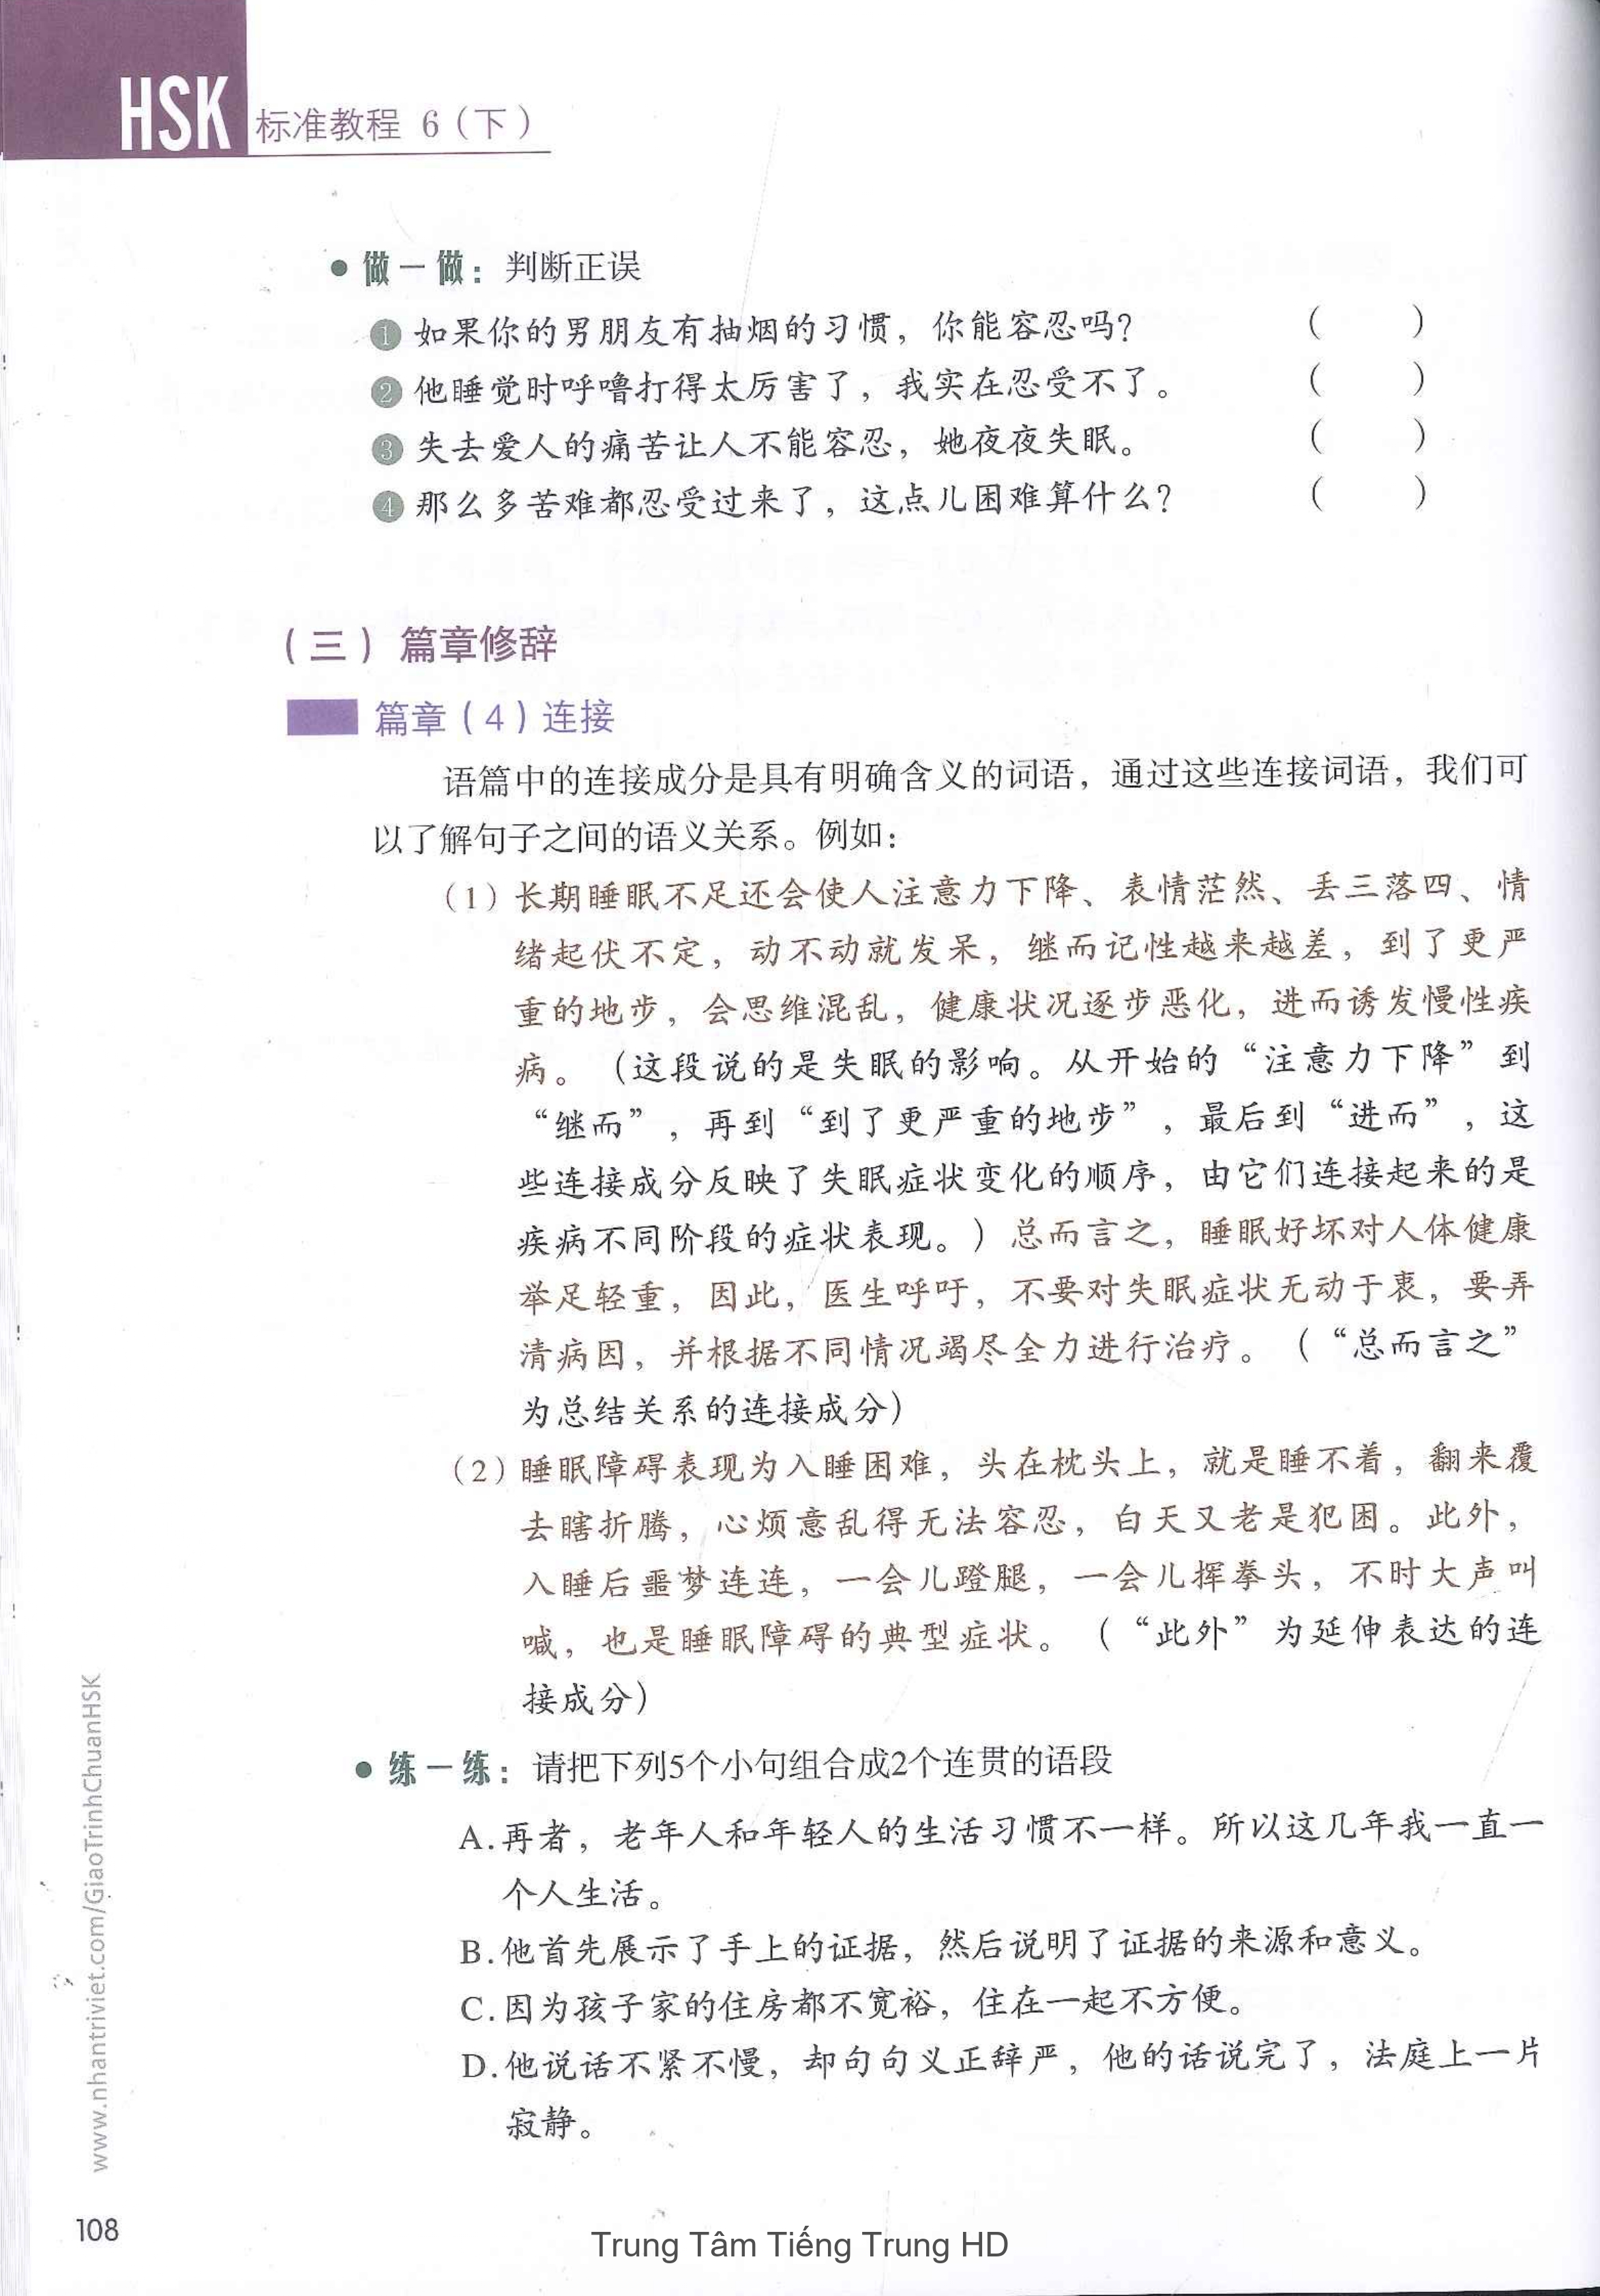 HSK 标准教程 6（下）
● 做一做：判断正误
1 如果你的男朋友有抽烟的习惯，你能容忍吗？ （ ）
2 他睡觉时呼噜打得太厉害了，我实在忍受不了。 （ ）
3 失去爱人的痛苦让人不能容忍，她夜夜失眠。 （ ）
4 那么多苦难都忍受过来了，这点儿困难算什么？ （ ）
（三）篇章修辞
篇章（4）连接
语篇中的连接成分是具有明确含义的词语，通过这些连接词语，我们可
以了解句子之间的语义关系。例如：
（1）长期睡眠不足还会使人注意力下降、表情茫然、丢三落四、情
绪起伏不定，动不动就发呆，继而记性越来越差，到了更严
重的地步，会思维混乱，健康状况逐步恶化，进而诱发慢性疾
病。（这段说的是失眠的影响。从开始的“注意力下降”到
“继而”，再到“到了更严重的地步”，最后到“进而”，这
些连接成分反映了失眠症状变化的顺序，由它们连接起来的是
疾病不同阶段的症状表现。）总而言之，睡眠好坏对人体健康
举足轻重，因此，医生呼吁，不要对失眠症状无动于衷，要弄
清病因，并根据不同情况竭尽全力进行治疗。（“总而言之”
为总结关系的连接成分）
（2）睡眠障碍表现为入睡困难，头在枕头上，就是睡不着，翻来覆
去瞎折腾，心烦意乱得无法容忍，白天又老是犯困。此外，
入睡后噩梦连连，一会儿蹬腿，一会儿挥拳头，不时大声叫
喊，也是睡眠障碍的典型症状。（“此外”为延伸表达的连
接成分）
● 练一练：请把下列5个小句组合成2个连贯的语段
A.再者，老年人和年轻人的生活习惯不一样。所以这几年我一直一
个人生活。
B.他首先展示了手上的证据，然后说明了证据的来源和意义。
C.因为孩子家的住房都不宽裕，住在一起不方便。
D.他说话不紧不慢，却句句义正辞严，他的话说完了，法庭上一片
寂静。
www.nhantriviet.com/GiaoTrinhChuanHSK
108
Trung Tâm Tiếng Trung HD